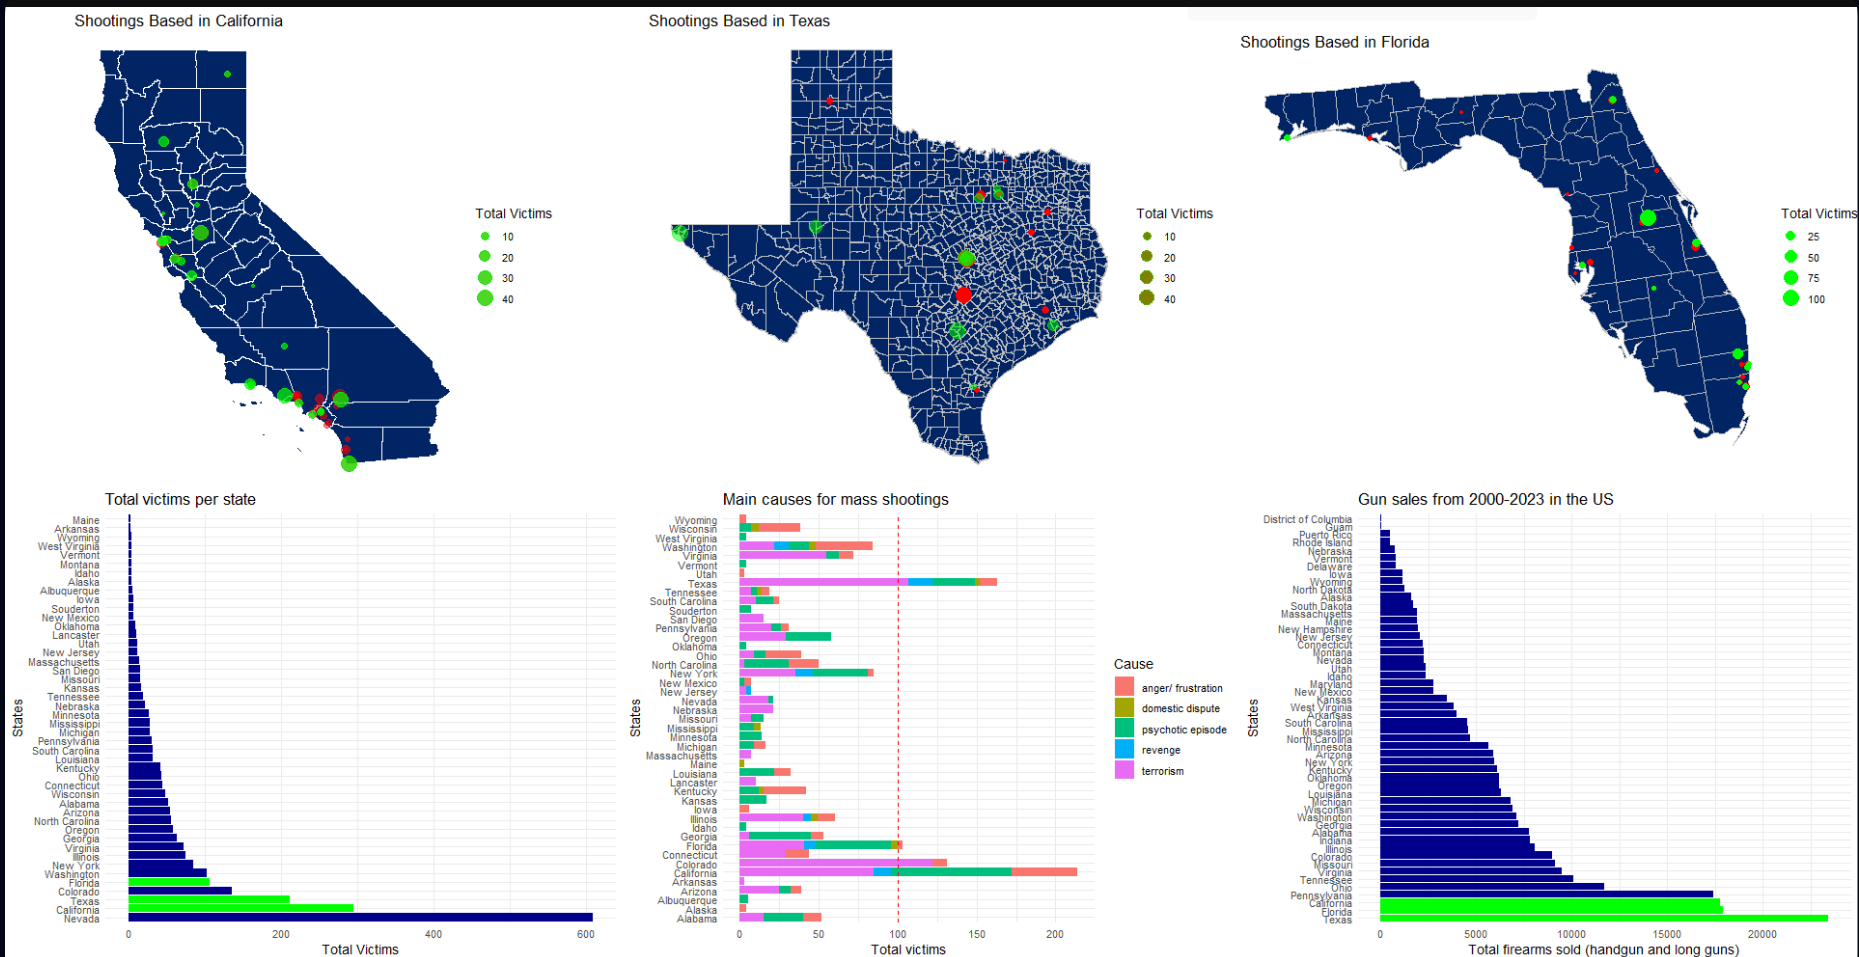 Shootings Based in California
Shootings Based in Texas
Shootings Based in Florida
Total Victims
10
20
30
40
Total Victims
10
20
30
40
Total Victims
25
50
75
100
Total victims per state
States
Maine
Arkansas
Wyoming
West Virginia
Vermont
Montana
Idaho
Alaska
Albuquerque
Iowa
Souderton
New Mexico
Oklahoma
Lancaster
Utah
New Jersey
Massachusetts
San Diego
Missouri
Kansas
Tennessee
Nebraska
Minnesota
Mississippi
Michigan
Pennsylvania
South Carolina
Louisiana
Kentucky
Ohio
Connecticut
Wisconsin
Alabama
Arizona
North Carolina
Oregon
Georgia
Virginia
Illinois
New York
Washington
Florida
Colorado
Texas
California
Nevada
0 200 400 600
Total Victims
Main causes for mass shootings
States
Wyoming
Wisconsin
West Virginia
Washington
Virginia
Vermont
Utah
Texas
Tennessee
South Carolina
Souderton
San Diego
Pennsylvania
Oregon
Oklahoma
Ohio
North Carolina
New York
New Mexico
New Jersey
Nevada
Nebraska
Missouri
Mississippi
Minnesota
Michigan
Massachusetts
Maine
Louisiana
Lancaster
Kentucky
Kansas
Iowa
Illinois
Idaho
Georgia
Florida
Connecticut
Colorado
California
Arkansas
Arizona
Albuquerque
Alaska
Alabama
0 50 100 150 200
Total victims
Cause
anger/ frustration
domestic dispute
psychotic episode
revenge
terrorism
Gun sales from 2000-2023 in the US
States
District of Columbia
Guam
Puerto Rico
Rhode Island
Nebraska
Vermont
Delaware
Iowa
Wyoming
North Dakota
Alaska
South Dakota
Massachusetts
Maine
New Hampshire
New Jersey
Connecticut
Montana
Nevada
Utah
Idaho
Maryland
New Mexico
Kansas
West Virginia
Arkansas
South Carolina
Mississippi
North Carolina
Minnesota
Arizona
New York
Kentucky
Oklahoma
Oregon
Louisiana
Michigan
Wisconsin
Washington
Georgia
Alabama
Indiana
Illinois
Colorado
Missouri
Virginia
Tennessee
Ohio
Pennsylvania
California
Florida
Texas
0 5000 10000 15000 20000
Total firearms sold (handgun and long guns)